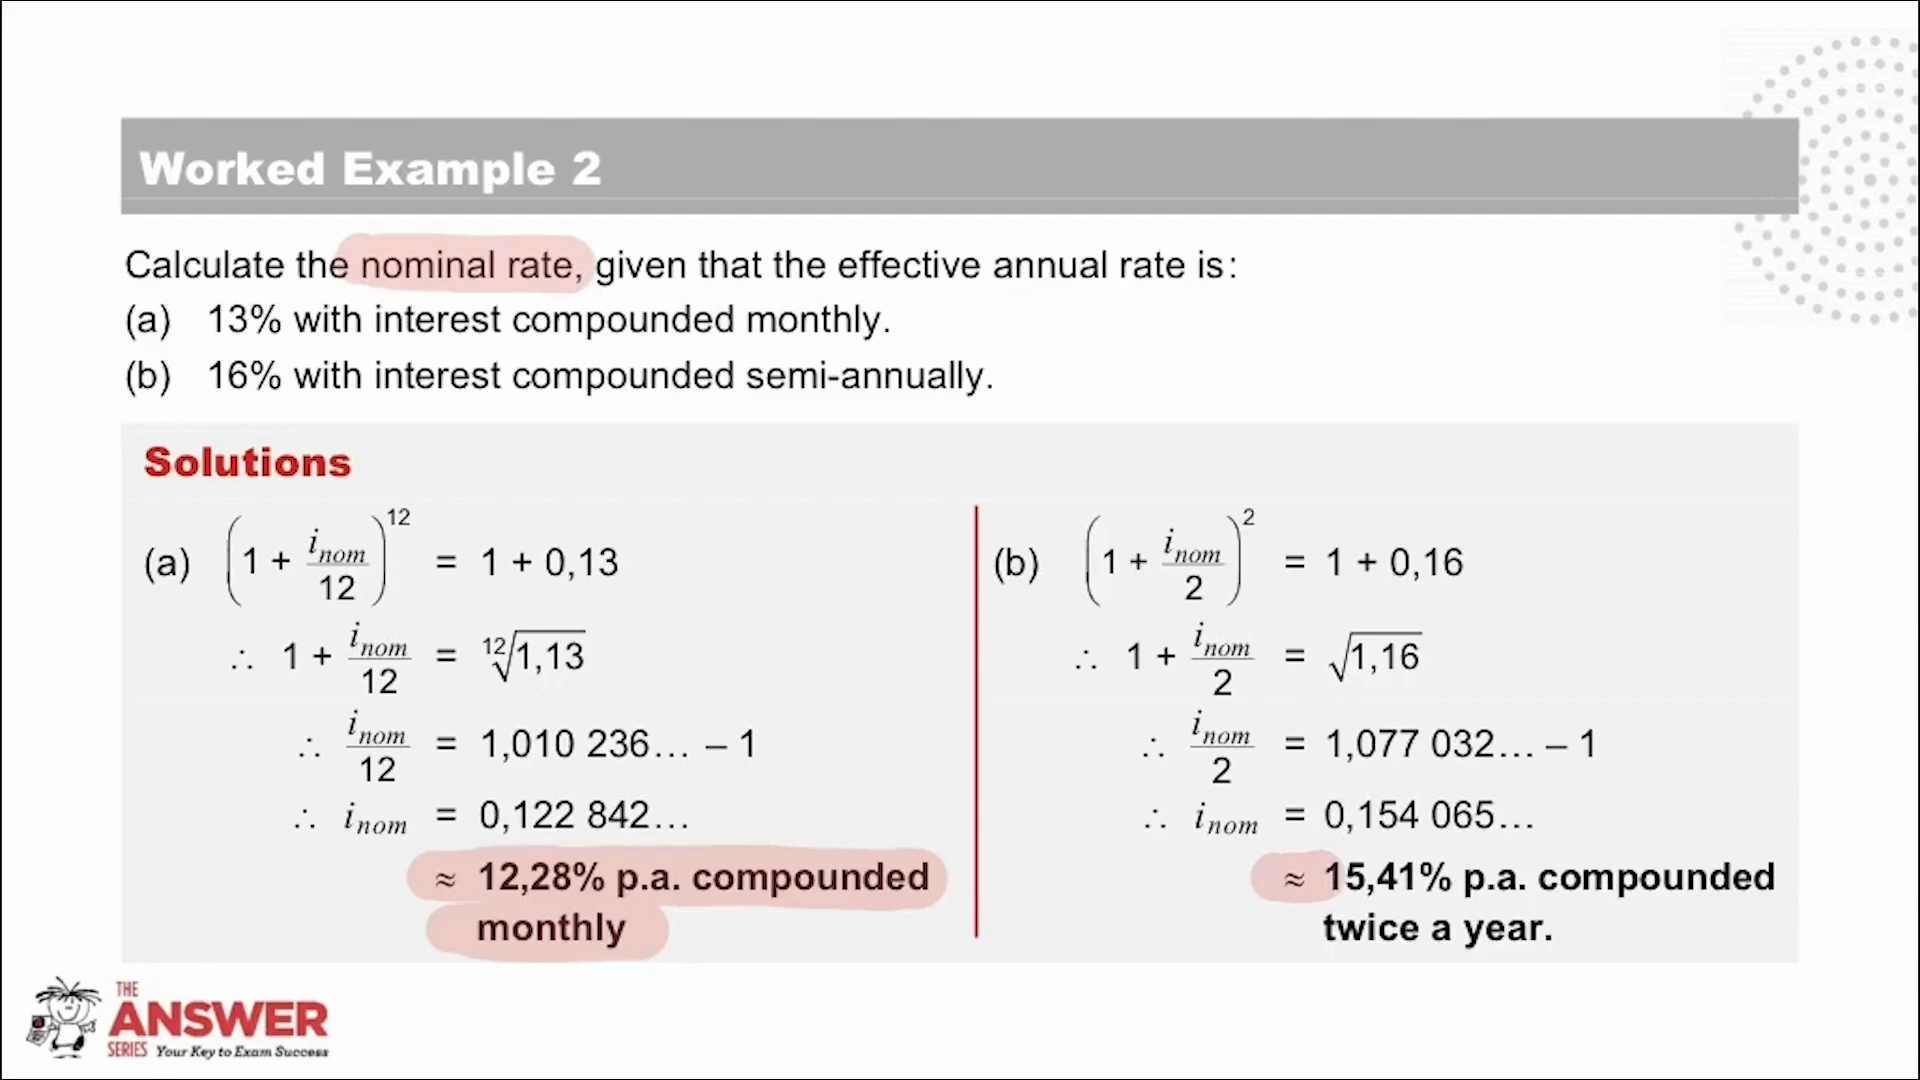 Worked Example 2
Calculate the nominal rate, given that the effective annual rate is:
(a) 13% with interest compounded monthly.
(b) 16% with interest compounded semi-annually.
Solutions
(a) (1 + i_nom/12)^12 = 1 + 0,13
∴ 1 + i_nom/12 = ¹²√1,13
∴ i_nom/12 = 1,010 236… – 1
∴ i_nom = 0,122 842…
≈ 12,28% p.a. compounded
monthly
(b) (1 + i_nom/2)^2 = 1 + 0,16
∴ 1 + i_nom/2 = √1,16
∴ i_nom/2 = 1,077 032… – 1
∴ i_nom = 0,154 065…
≈ 15,41% p.a. compounded
twice a year.
THE
ANSWER
SERIES Your Key to Exam Success